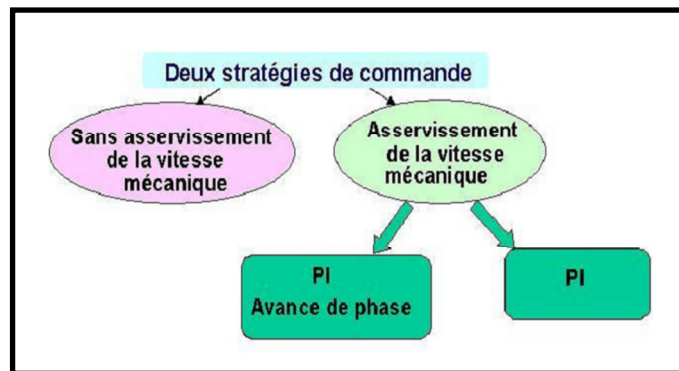 Deux stratégies de commande
Sans asservissement
de la vitesse
mécanique
Asservissement
de la vitesse
mécanique
PI
Avance de phase
PI